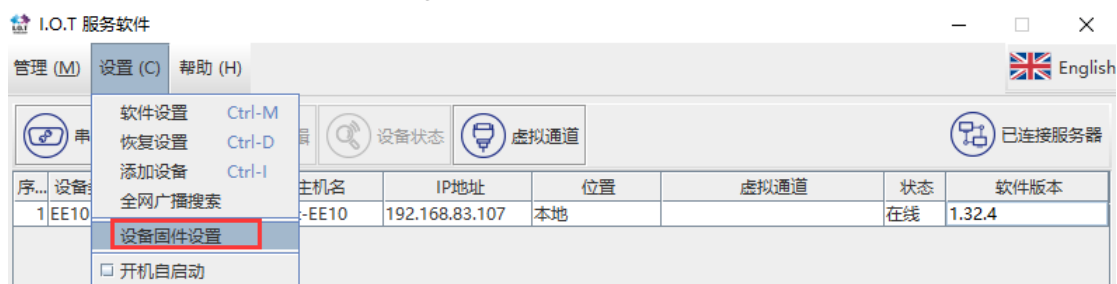 I.O.T 服务软件
管理 (M) 设置 (C) 帮助 (H) English
软件设置 Ctrl-M
恢复设置 Ctrl-D
添加设备 Ctrl-I
全网广播搜索
设备固件设置
开机自启动
串
设备状态 虚拟通道 已连接服务器
序... 设备 主机名 IP地址 位置 虚拟通道 状态 软件版本
1 EE10 -EE10 192.168.83.107 本地 在线 1.32.4